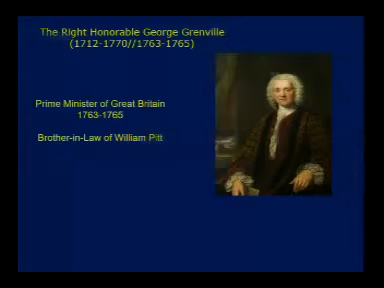 The Right Honorable George Grenville
(1712-1770//1763-1765)
Prime Minister of Great Britain
1763-1765
Brother-in-Law of William Pitt